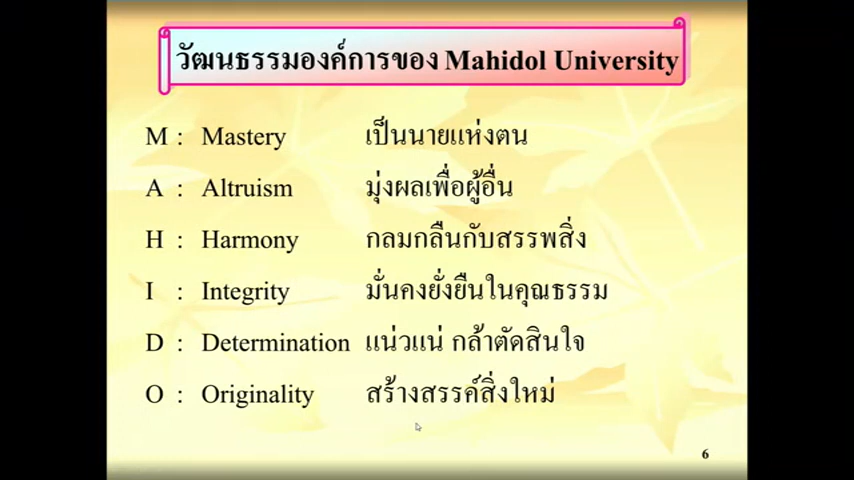 วัฒนธรรมองค์การของ Mahidol University
M : Mastery เป็นนายแห่งตน
A : Altruism มุ่งผลเพื่อผู้อื่น
H : Harmony กลมกลืนกับสรรพสิ่ง
I : Integrity มั่นคงยั่งยืนในคุณธรรม
D : Determination แน่วแน่ กล้าตัดสินใจ
O : Originality สร้างสรรค์สิ่งใหม่
6